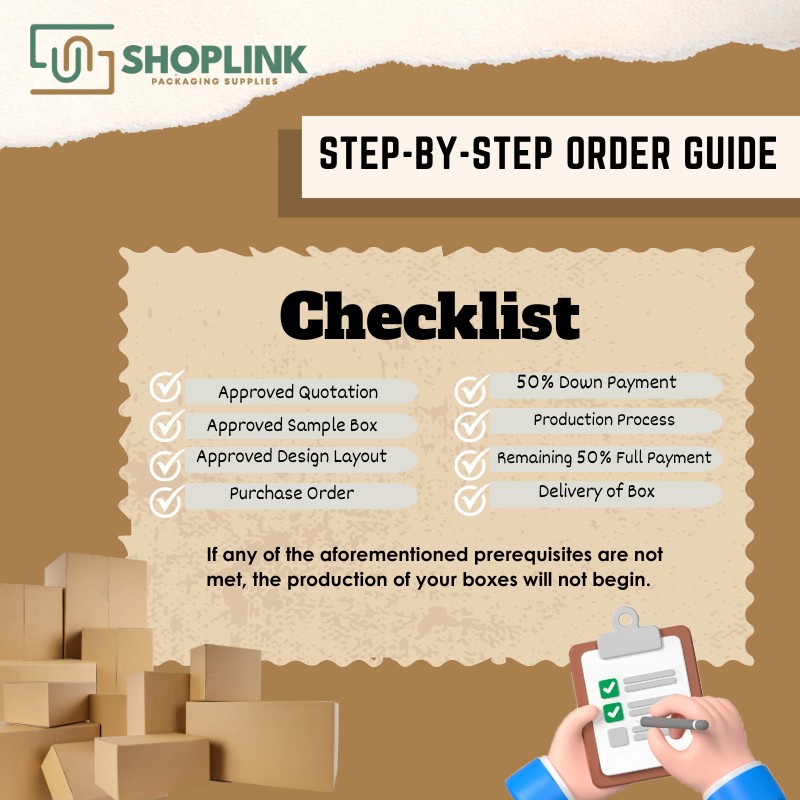 SHOPLINK
PACKAGING SUPPLIES
STEP-BY-STEP ORDER GUIDE
Checklist
Approved Quotation
Approved Sample Box
Approved Design Layout
Purchase Order
50% Down Payment
Production Process
Remaining 50% Full Payment
Delivery of Box
If any of the aforementioned prerequisites are not
met, the production of your boxes will not begin.